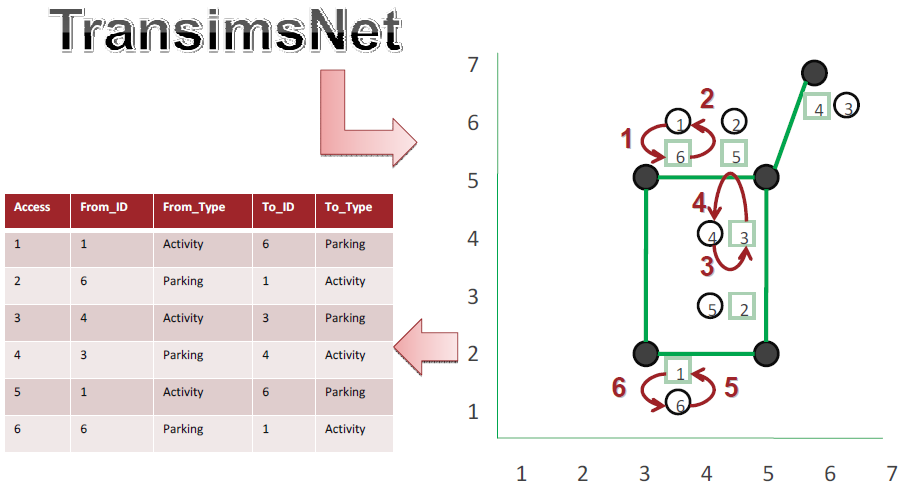 TransimsNet
Access From_ID From_Type To_ID To_Type
1 1 Activity 6 Parking
2 6 Parking 1 Activity
3 4 Activity 3 Parking
4 3 Parking 4 Activity
5 1 Activity 6 Parking
6 6 Parking 1 Activity
7
6
5
4
3
2
1
4 3
2
1 2
1
6 5
4
4 3
3
5 2
1
6 5
6
1 2 3 4 5 6 7